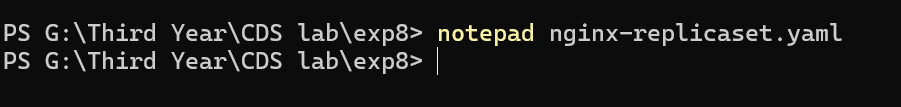 PS G:\Third Year\CDS lab\exp8> notepad nginx-replicaset.yaml
PS G:\Third Year\CDS lab\exp8>